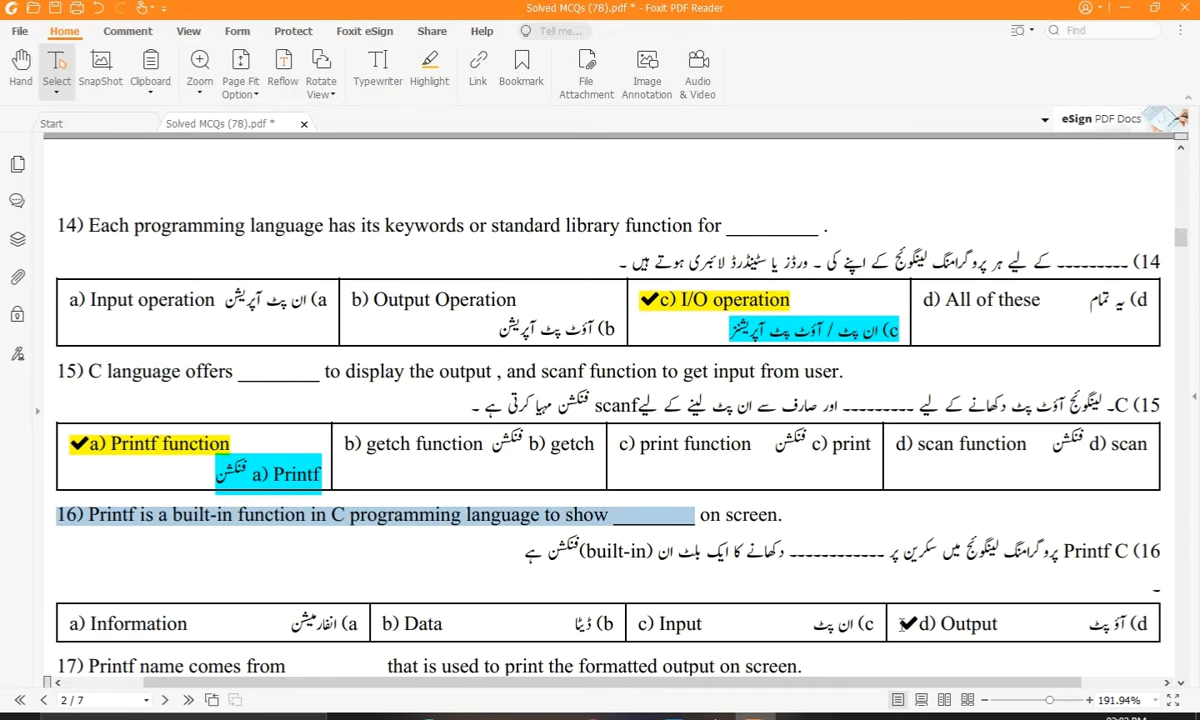 Solved MCQs (78).pdf * - Foxit PDF Reader
File Home Comment View Form Protect Foxit eSign Share Help Tell me... Find
Hand Select SnapShot Clipboard Zoom Page Fit Option Reflow Rotate View Typewriter Highlight Link Bookmark File Attachment Image Annotation Audio & Video
Start Solved MCQs (78).pdf * eSign PDF Docs
14) Each programming language has its keywords or standard library function for _________ .
14) _________ کے لیے ہر پروگرامنگ لینگوئج کے اپنے کی ۔ ورڈز یا سٹینڈرڈ لائبری ہوتے ہیں ۔
a) Input operation a) ان پٹ آپریشن b) Output Operation ✔c) I/O operation d) All of these d) یہ تمام
b) آؤٹ پٹ آپریشن c) ان پٹ / آؤٹ پٹ آپریشنز
15) C language offers ________ to display the output , and scanf function to get input from user.
15) C۔ لینگوئج آؤٹ پٹ دکھانے کے لیے _________ اور صارف سے ان پٹ لینے کے لیےscanf فنکشن مہیا کرتی ہے ۔
✔a) Printf function b) getch function b) getch فنکشن c) print function c) print فنکشن d) scan function d) scan فنکشن
a) Printf فنکشن
16) Printf is a built-in function in C programming language to show ________ on screen.
16) Printf C پروگرامنگ لینگوئج میں سکرین پر ____________ دکھانے کا ایک بلٹ ان (built-in)فنکشن ہے
۔
a) Information a) انفارمیشن b) Data b) ڈیٹا c) Input c) ان پٹ ✔d) Output d) آؤ پٹ
17) Printf name comes from that is used to print the formatted output on screen.
2 / 7 191.94%